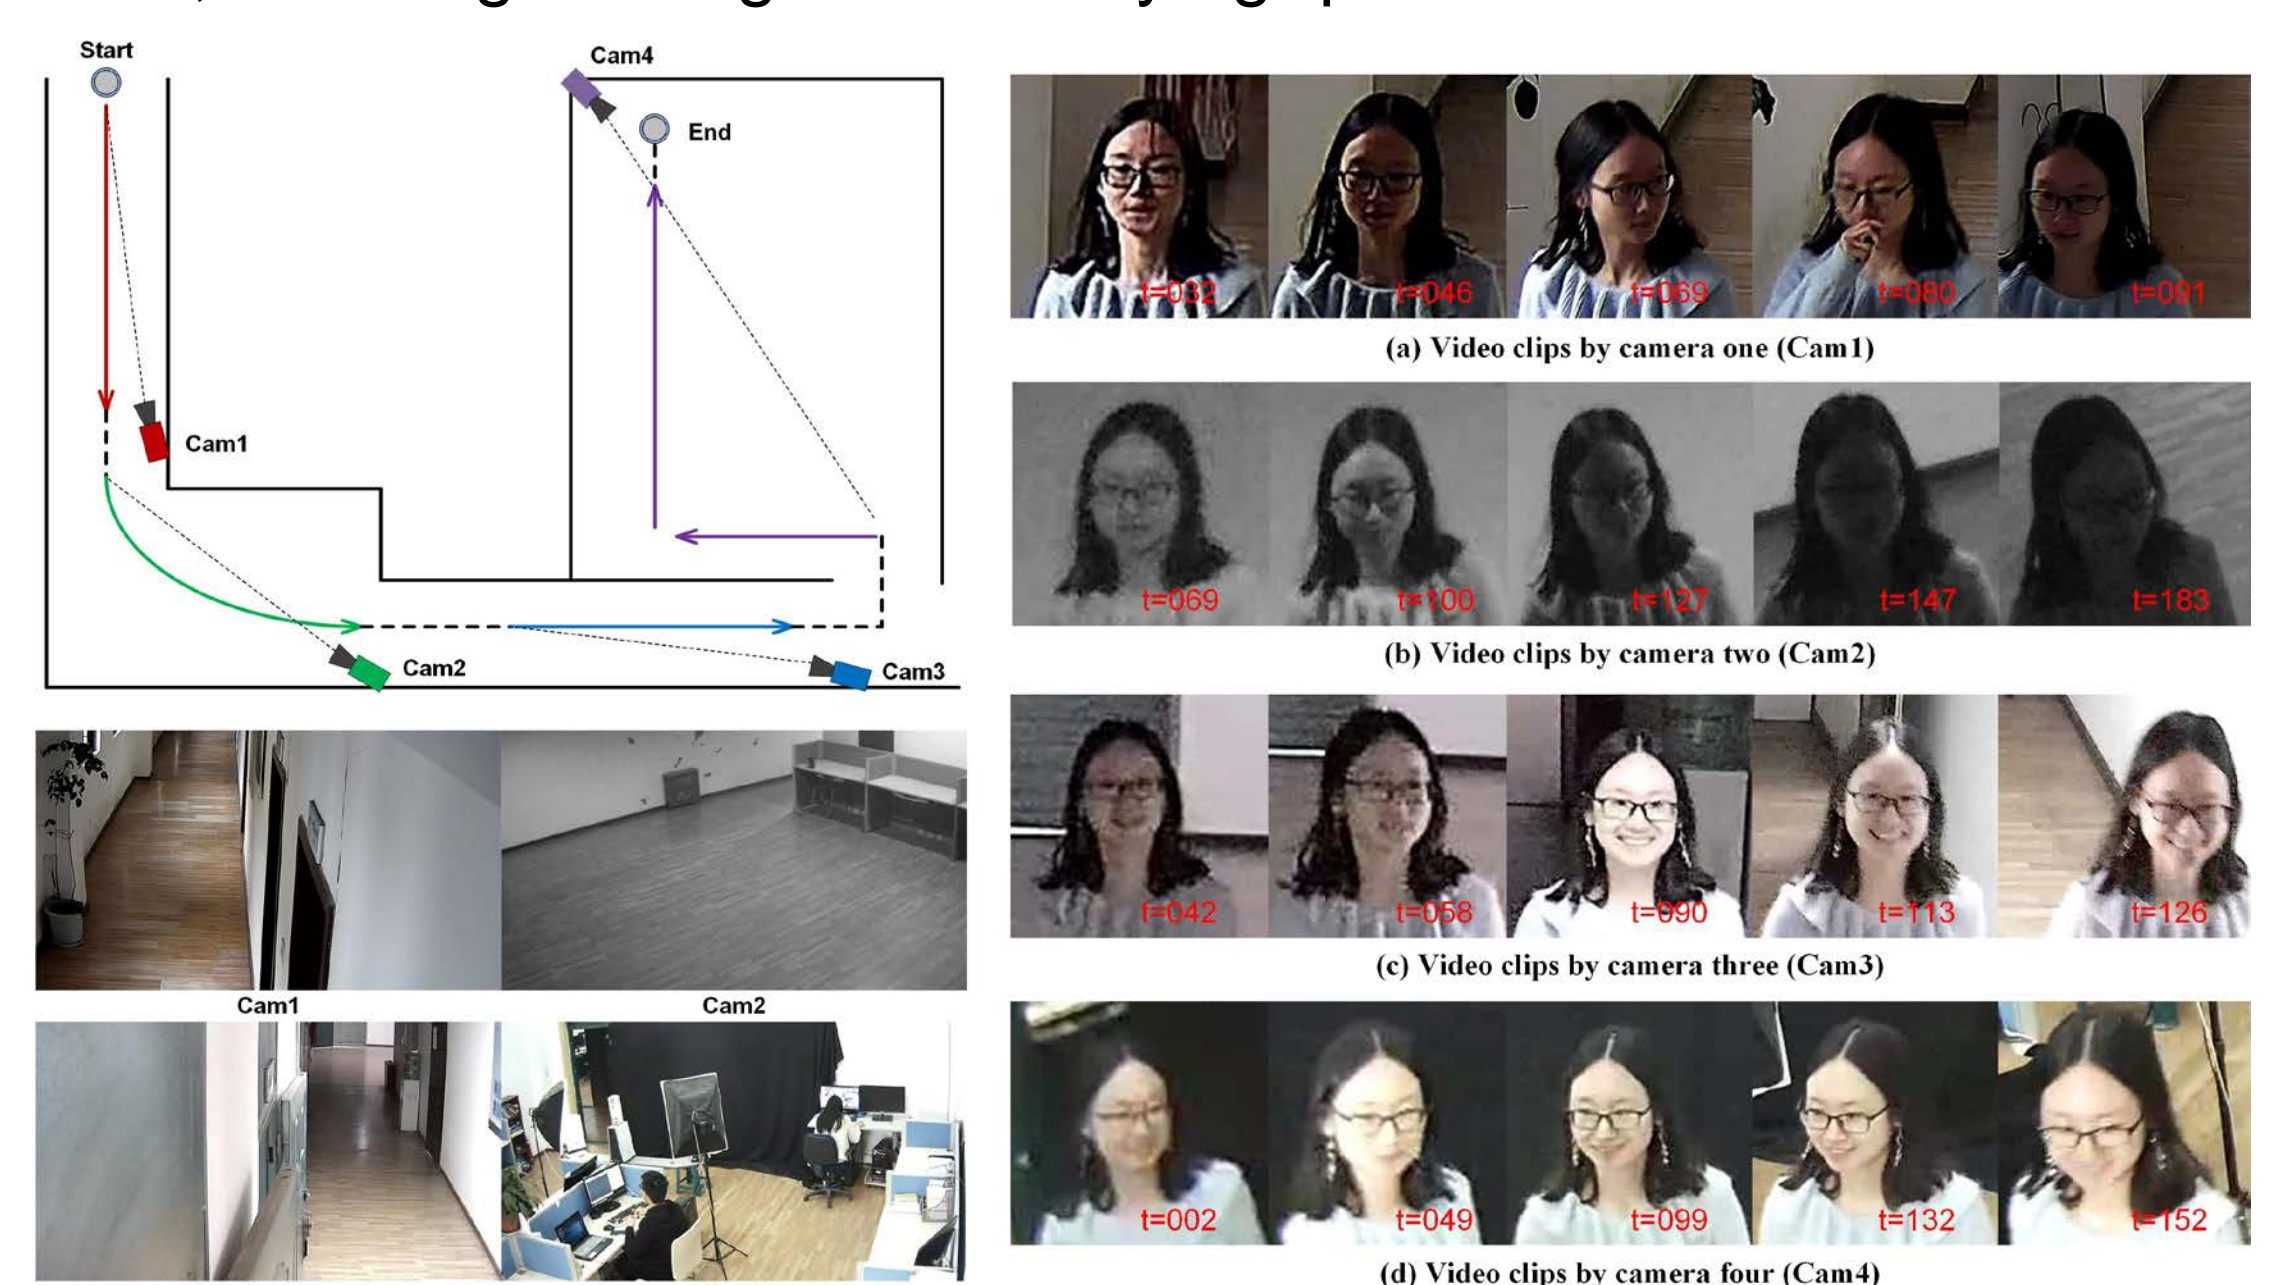 Start
Cam4
End
Cam1
Cam2
Cam3
Cam1
Cam2
t=032
t=046
t=069
t=080
t=091
(a) Video clips by camera one (Cam1)
t=069
t=100
t=127
t=147
t=183
(b) Video clips by camera two (Cam2)
t=042
t=058
t=090
t=113
t=126
(c) Video clips by camera three (Cam3)
t=002
t=049
t=099
t=132
t=152
(d) Video clips by camera four (Cam4)